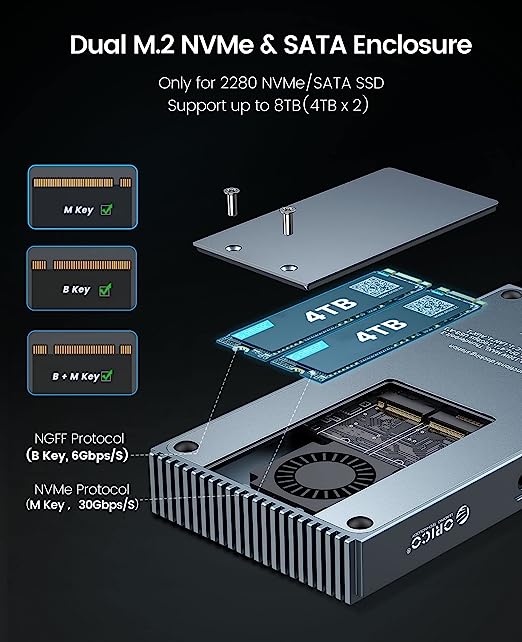 Dual M.2 NVMe & SATA Enclosure
Only for 2280 NVMe/SATA SSD
Support up to 8TB(4TB x 2)
M Key
B Key
B + M Key
4TB
4TB
NGFF Protocol
(B Key, 6Gbps/S)
NVMe Protocol
(M Key , 30Gbps/S)
ORICO